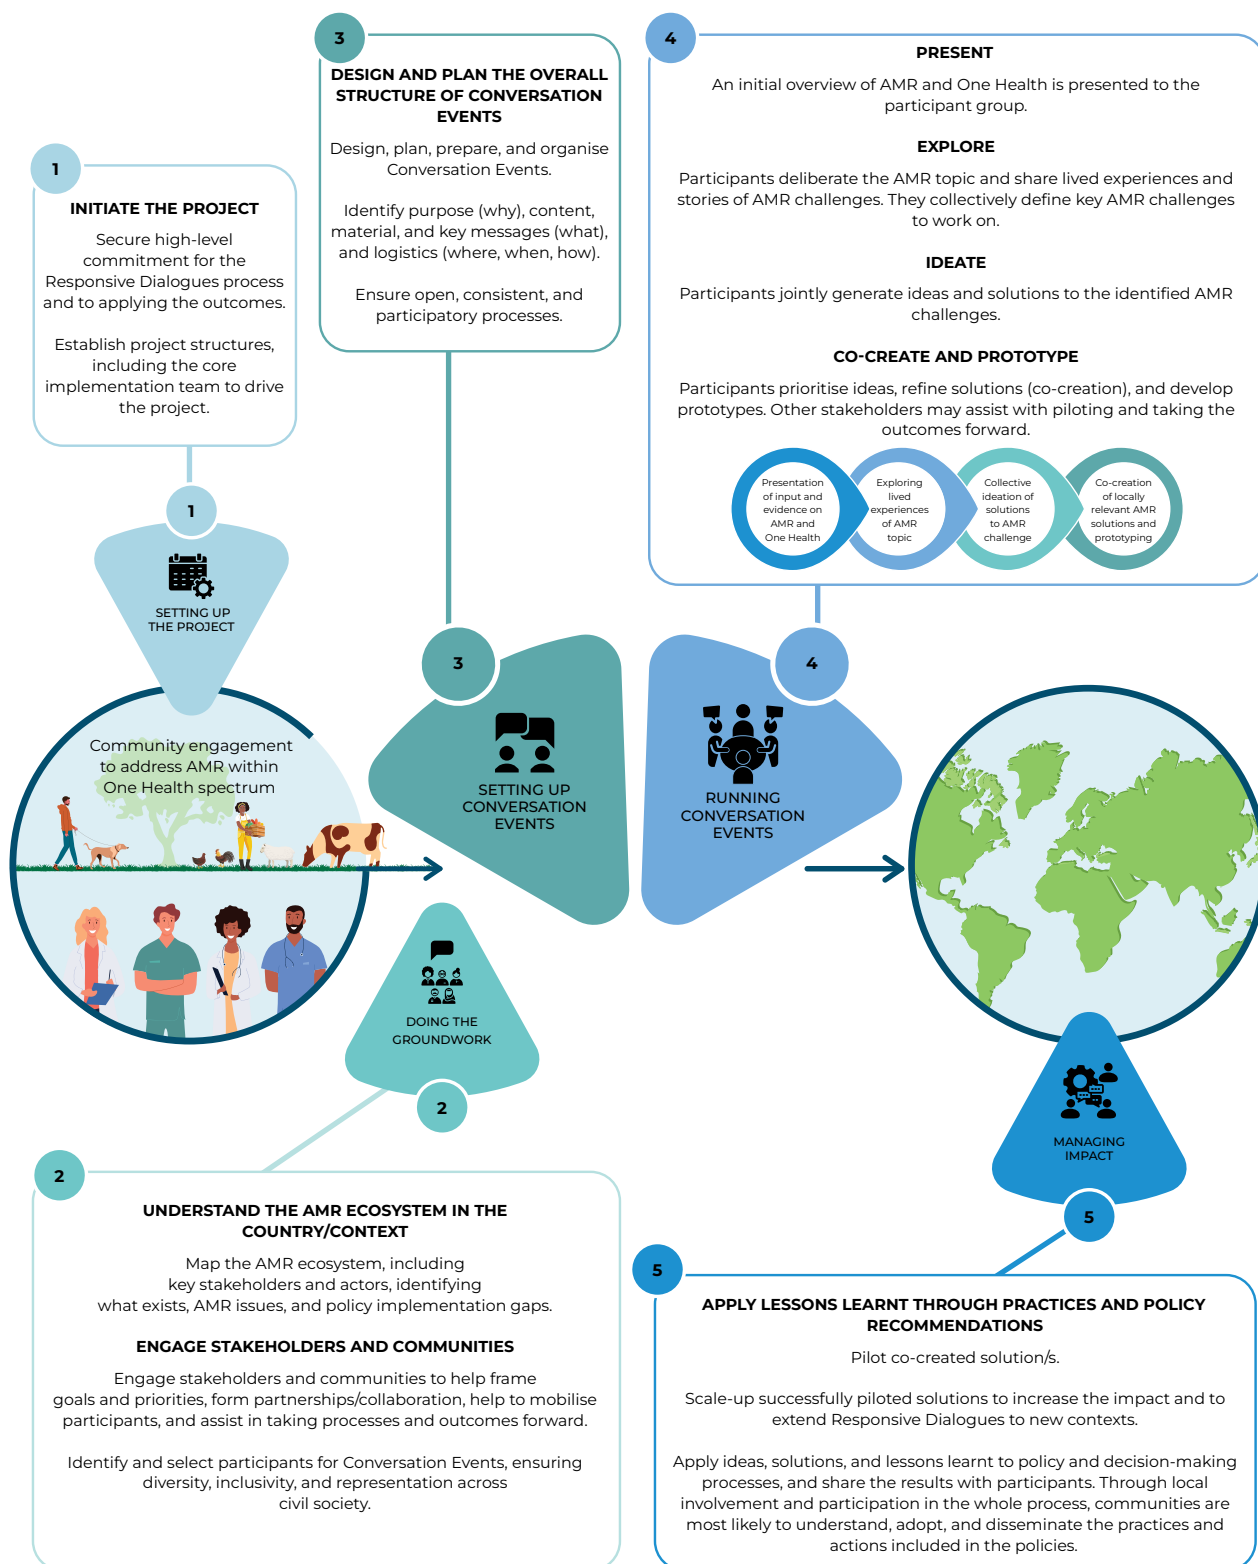 1
INITIATE THE PROJECT
Secure high-level
commitment for the
Responsive Dialogues process
and to applying the outcomes.
Establish project structures,
including the core
implementation team to drive
the project.
3
DESIGN AND PLAN THE OVERALL
STRUCTURE OF CONVERSATION
EVENTS
Design, plan, prepare, and organise
Conversation Events.
Identify purpose (why), content,
material, and key messages (what),
and logistics (where, when, how).
Ensure open, consistent, and
participatory processes.
4
PRESENT
An initial overview of AMR and One Health is presented to the
participant group.
EXPLORE
Participants deliberate the AMR topic and share lived experiences and
stories of AMR challenges. They collectively define key AMR challenges
to work on.
IDEATE
Participants jointly generate ideas and solutions to the identified AMR
challenges.
CO-CREATE AND PROTOTYPE
Participants prioritise ideas, refine solutions (co-creation), and develop
prototypes. Other stakeholders may assist with piloting and taking the
outcomes forward.
Presentation
of input and
evidence on
AMR and
One Health
Exploring
lived
experiences
of AMR
topic
Collective
ideation of
solutions
to AMR
challenge
Co-creation
of locally
relevant AMR
solutions and
prototyping
1
SETTING UP
THE PROJECT
Community engagement
to address AMR within
One Health spectrum
3
SETTING UP
CONVERSATION
EVENTS
4
RUNNING
CONVERSATION
EVENTS
DOING THE
GROUNDWORK
2
MANAGING
IMPACT
5
2
UNDERSTAND THE AMR ECOSYSTEM IN THE
COUNTRY/CONTEXT
Map the AMR ecosystem, including
key stakeholders and actors, identifying
what exists, AMR issues, and policy implementation gaps.
ENGAGE STAKEHOLDERS AND COMMUNITIES
Engage stakeholders and communities to help frame
goals and priorities, form partnerships/collaboration, help to mobilise
participants, and assist in taking processes and outcomes forward.
Identify and select participants for Conversation Events, ensuring
diversity, inclusivity, and representation across
civil society.
5
APPLY LESSONS LEARNT THROUGH PRACTICES AND POLICY
RECOMMENDATIONS
Pilot co-created solution/s.
Scale-up successfully piloted solutions to increase the impact and to
extend Responsive Dialogues to new contexts.
Apply ideas, solutions, and lessons learnt to policy and decision-making
processes, and share the results with participants. Through local
involvement and participation in the whole process, communities are
most likely to understand, adopt, and disseminate the practices and
actions included in the policies.